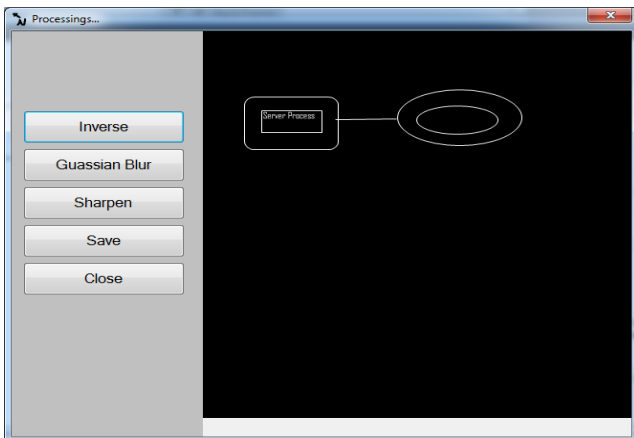 Processings...
Inverse
Guassian Blur
Sharpen
Save
Close
Server Process